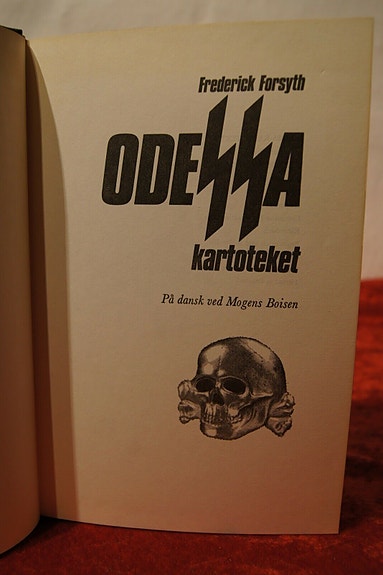 Frederick Forsyth
ODESSA
kartoteket
På dansk ved Mogens Boisen